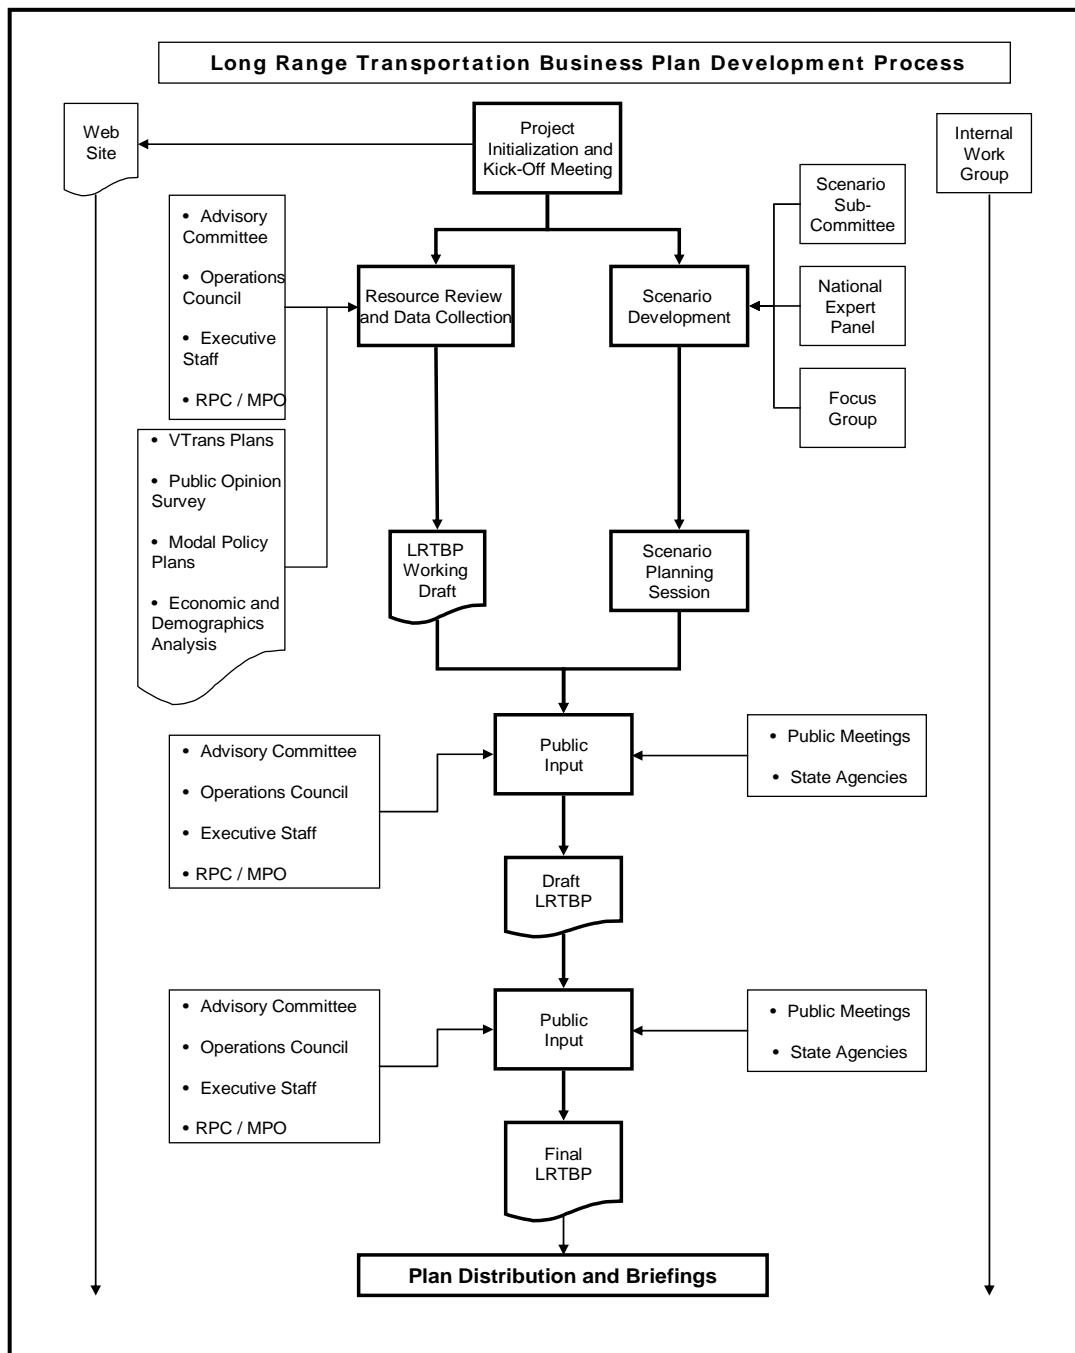 Long Range Transportation Business Plan Development Process
Web
Site
Project
Initialization and
Kick-Off Meeting
Internal
Work
Group
• Advisory
Committee
• Operations
Council
• Executive
Staff
• RPC / MPO
Resource Review
and Data Collection
Scenario
Development
Scenario
Sub-
Committee
National
Expert
Panel
Focus
Group
• VTrans Plans
• Public Opinion
Survey
• Modal Policy
Plans
• Economic and
Demographics
Analysis
LRTBP
Working
Draft
Scenario
Planning
Session
• Advisory Committee
• Operations Council
• Executive Staff
• RPC / MPO
Public
Input
• Public Meetings
• State Agencies
Draft
LRTBP
• Advisory Committee
• Operations Council
• Executive Staff
• RPC / MPO
Public
Input
• Public Meetings
• State Agencies
Final
LRTBP
Plan Distribution and Briefings